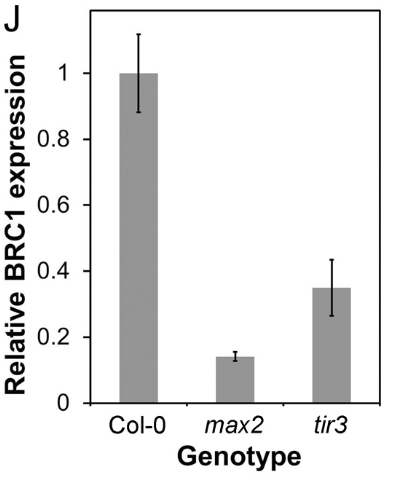 J
Relative BRC1 expression
1
0.8
0.6
0.4
0.2
0
Col-0 max2 tir3
Genotype